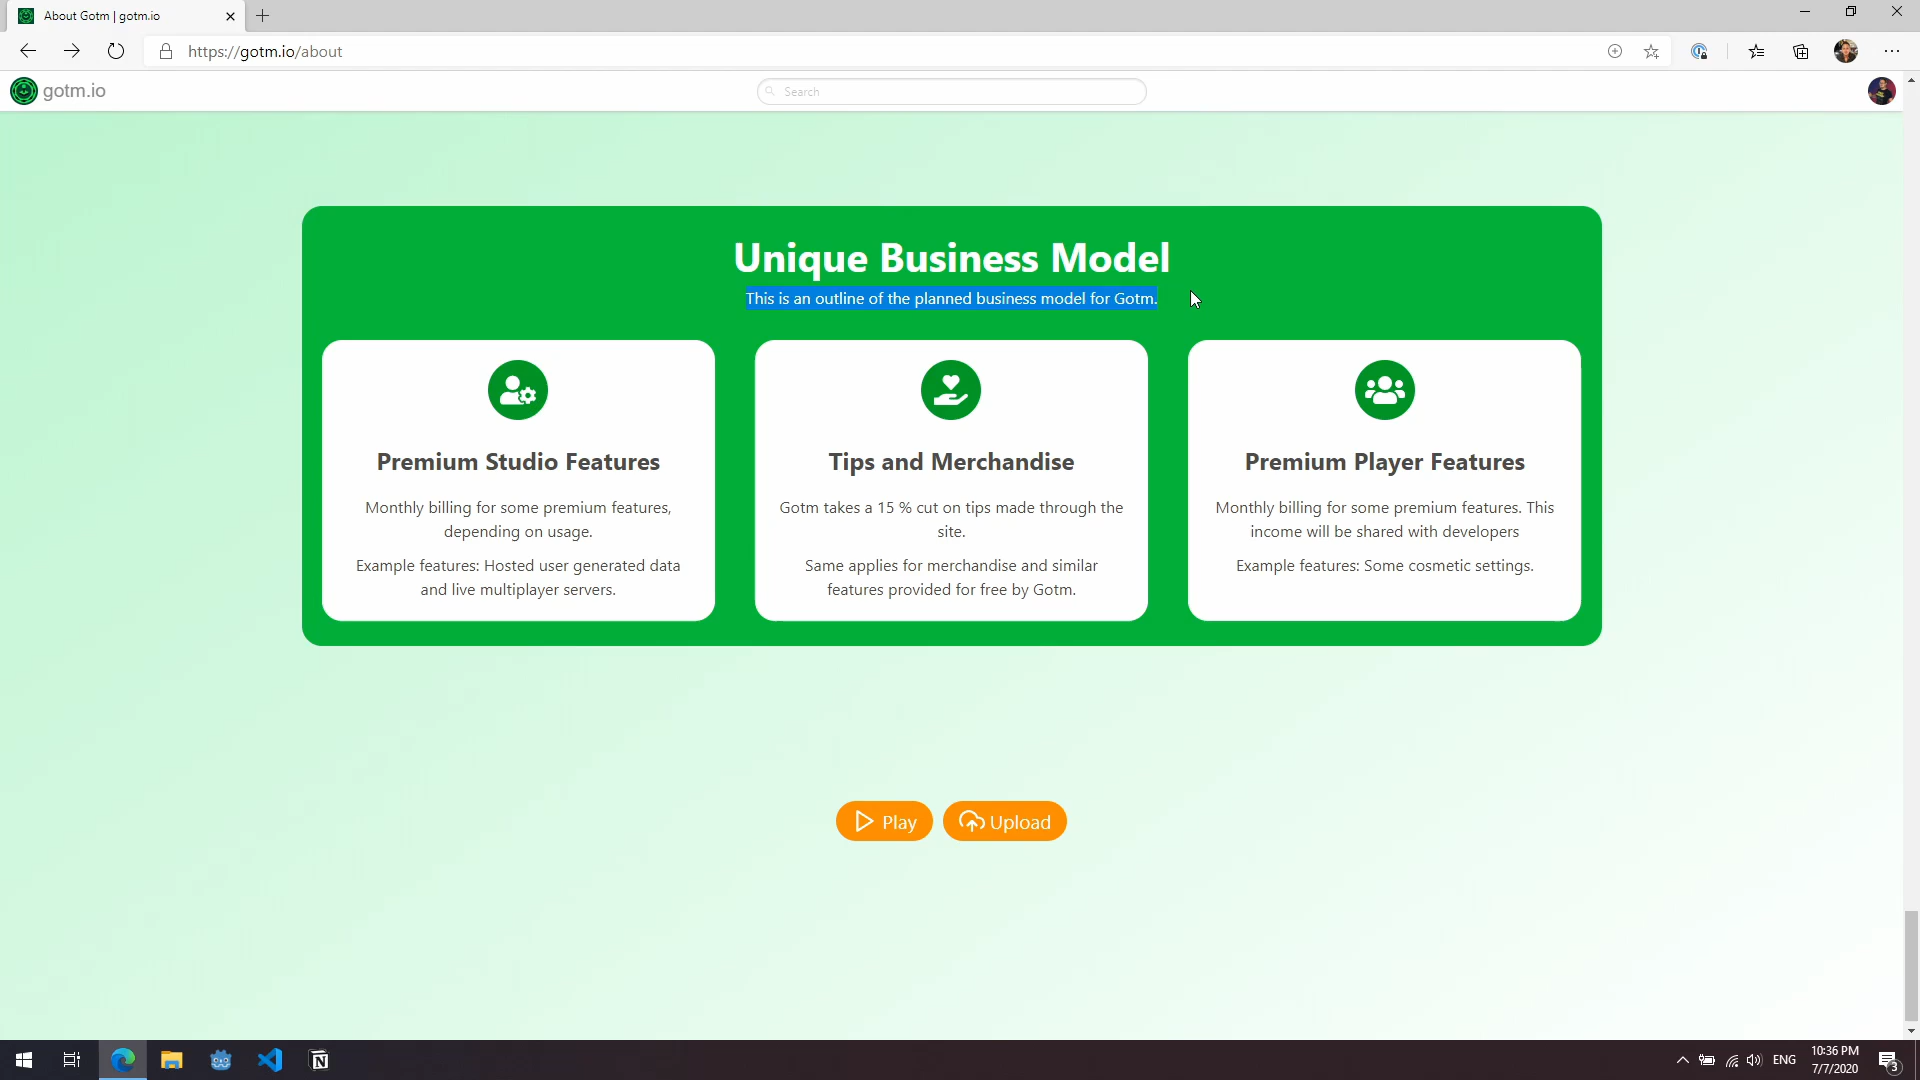 About Gotm | gotm.io
https://gotm.io/about
gotm.io
Search
Unique Business Model
This is an outline of the planned business model for Gotm.
Premium Studio Features
Monthly billing for some premium features,
depending on usage.
Example features: Hosted user generated data
and live multiplayer servers.
Tips and Merchandise
Gotm takes a 15 % cut on tips made through the
site.
Same applies for merchandise and similar
features provided for free by Gotm.
Premium Player Features
Monthly billing for some premium features. This
income will be shared with developers
Example features: Some cosmetic settings.
Play
Upload
ENG
10:36 PM
7/7/2020
3